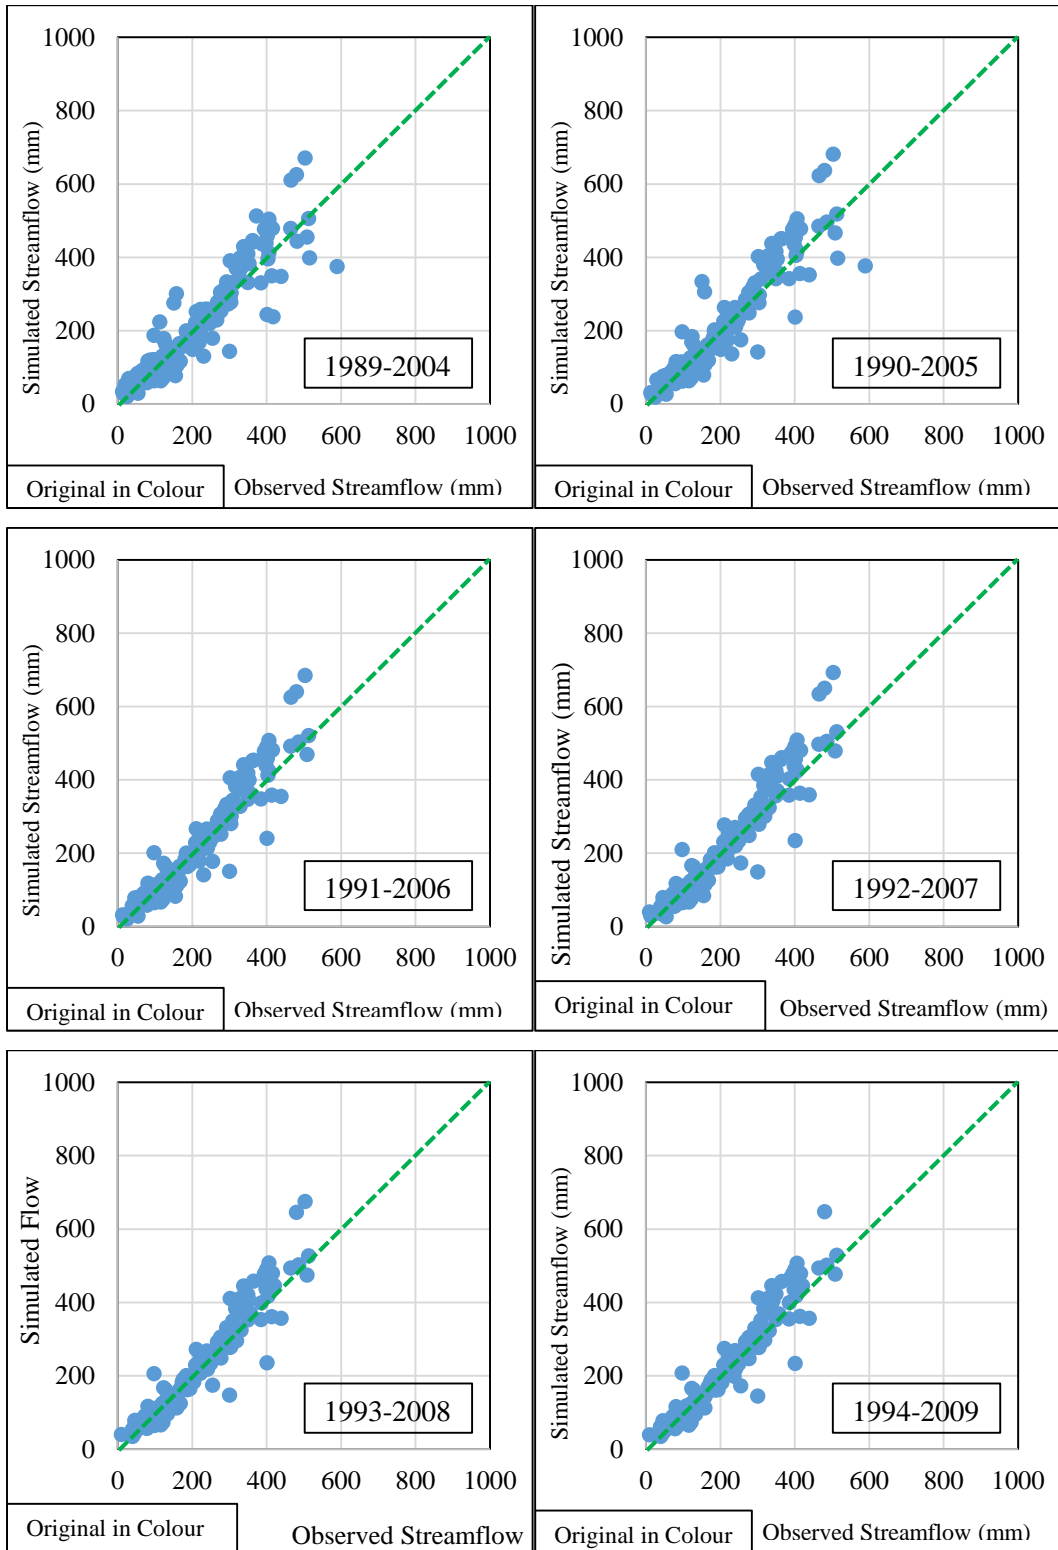 1000
800
600
400
200
0
Simulated Streamflow (mm)
1989-2004
0 200 400 600 800 1000
Original in Colour
Observed Streamflow (mm)
1000
800
600
400
200
0
Simulated Streamflow (mm)
1990-2005
0 200 400 600 800 1000
Original in Colour
Observed Streamflow (mm)
1000
800
600
400
200
0
Simulated Streamflow (mm)
1991-2006
0 200 400 600 800 1000
Original in Colour
Observed Streamflow (mm)
1000
800
600
400
200
0
Simulated Streamflow (mm)
1992-2007
0 200 400 600 800 1000
Original in Colour
Observed Streamflow (mm)
1000
800
600
400
200
0
Simulated Flow
1993-2008
0 200 400 600 800 1000
Original in Colour
Observed Streamflow
1000
800
600
400
200
0
Simulated Streamflow (mm)
1994-2009
0 200 400 600 800 1000
Original in Colour
Observed Streamflow (mm)